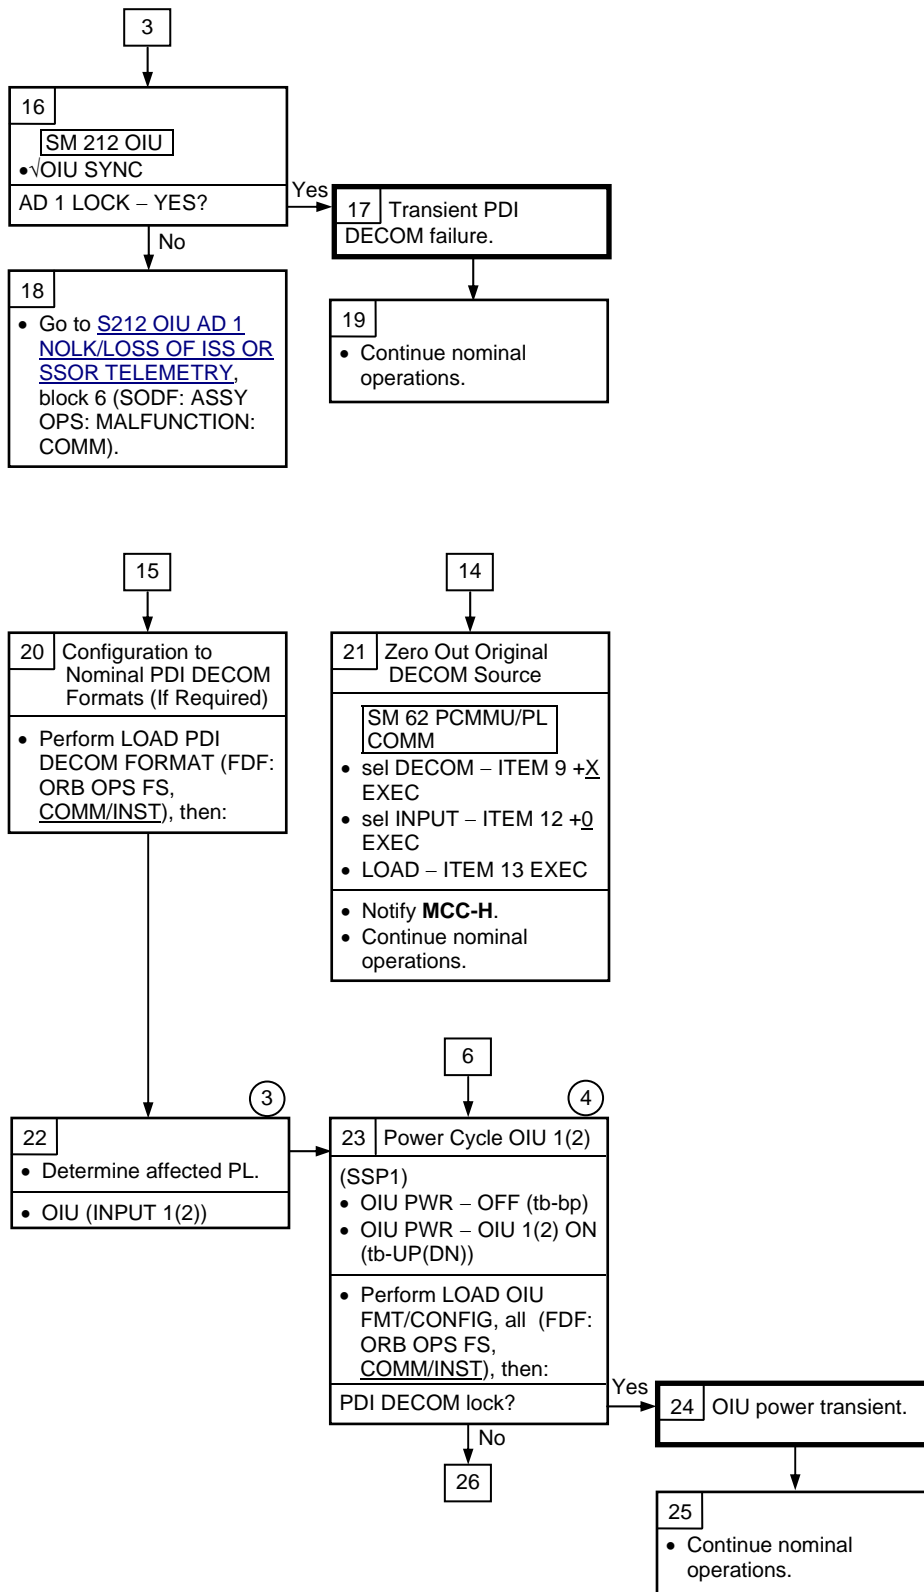 3
16
SM 212 OIU
•√OIU SYNC
AD 1 LOCK – YES?
Yes
No
17 Transient PDI
DECOM failure.
18
• Go to S212 OIU AD 1
NOLK/LOSS OF ISS OR
SSOR TELEMETRY,
block 6 (SODF: ASSY
OPS: MALFUNCTION:
COMM).
19
• Continue nominal
operations.
15
20 Configuration to
Nominal PDI DECOM
Formats (If Required)
• Perform LOAD PDI
DECOM FORMAT (FDF:
ORB OPS FS,
COMM/INST), then:
14
21 Zero Out Original
DECOM Source
SM 62 PCMMU/PL
COMM
• sel DECOM – ITEM 9 +X
EXEC
• sel INPUT – ITEM 12 +0
EXEC
• LOAD – ITEM 13 EXEC
• Notify MCC-H.
• Continue nominal
operations.
3
22
• Determine affected PL.
• OIU (INPUT 1(2))
6
4
23 Power Cycle OIU 1(2)
(SSP1)
• OIU PWR – OFF (tb-bp)
• OIU PWR – OIU 1(2) ON
(tb-UP(DN))
• Perform LOAD OIU
FMT/CONFIG, all (FDF:
ORB OPS FS,
COMM/INST), then:
PDI DECOM lock?
Yes
No
26
24 OIU power transient.
25
• Continue nominal
operations.